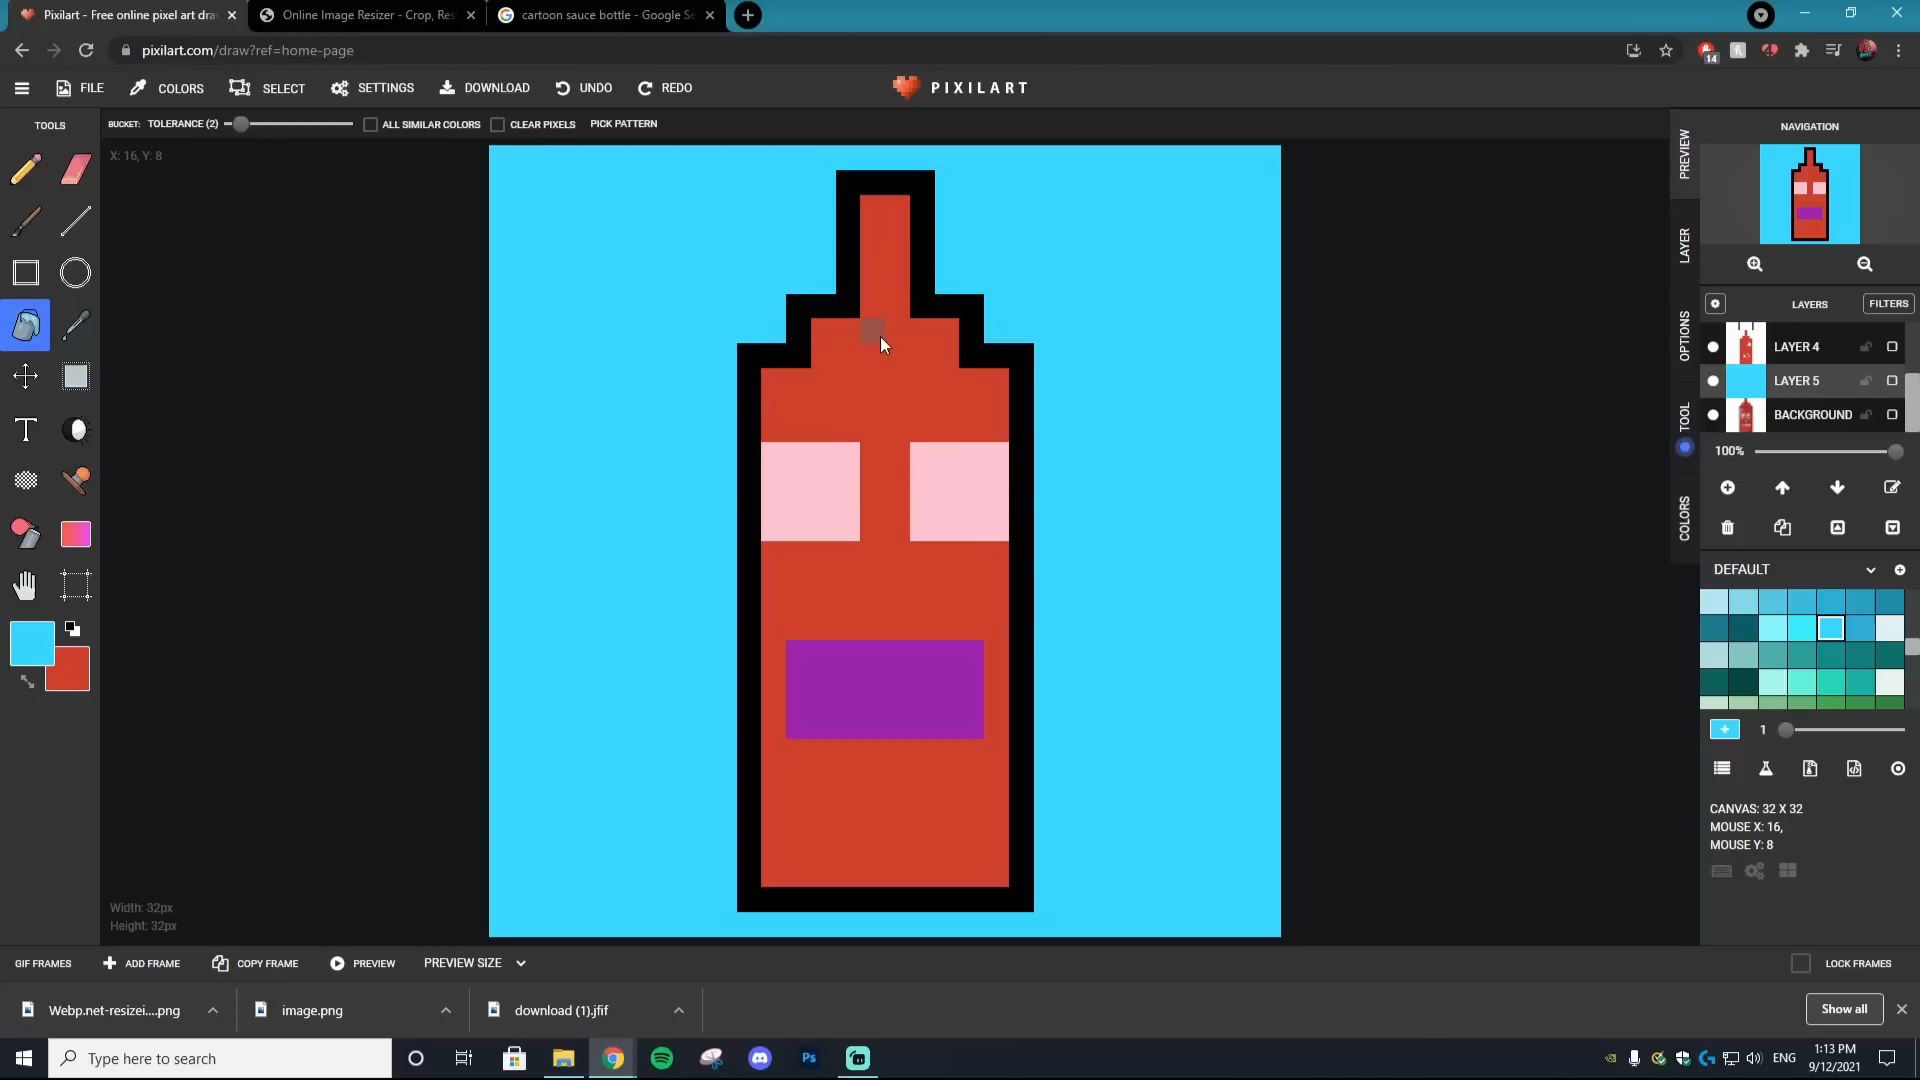 Pixilart - Free online pixel art dra
Online Image Resizer - Crop, Res
cartoon sauce bottle - Google Se
pixilart.com/draw?ref=home-page
14
FILE
COLORS
SELECT
SETTINGS
DOWNLOAD
UNDO
REDO
PIXILART
TOOLS
BUCKET: TOLERANCE (2)
ALL SIMILAR COLORS
CLEAR PIXELS
PICK PATTERN
X: 16, Y: 8
PREVIEW
LAYER
OPTIONS
TOOL
COLORS
NAVIGATION
LAYERS
FILTERS
LAYER 4
LAYER 5
BACKGROUND
100%
DEFAULT
1
CANVAS: 32 X 32
MOUSE X: 16,
MOUSE Y: 8
Width: 32px
Height: 32px
GIF FRAMES
ADD FRAME
COPY FRAME
PREVIEW
PREVIEW SIZE
LOCK FRAMES
Webp.net-resizei....png
image.png
download (1).jfif
Show all
Type here to search
Ps
ENG
1:13 PM
9/12/2021